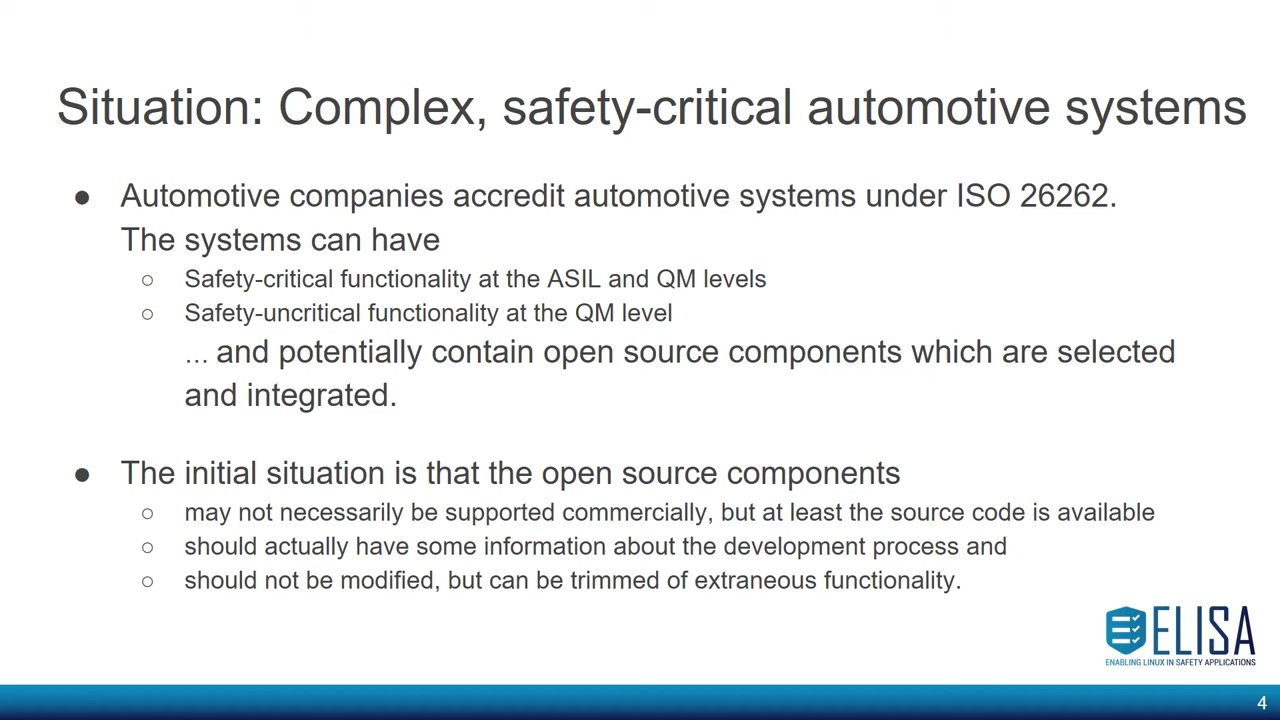 Situation: Complex, safety-critical automotive systems
● Automotive companies accredit automotive systems under ISO 26262.
The systems can have
○ Safety-critical functionality at the ASIL and QM levels
○ Safety-uncritical functionality at the QM level
... and potentially contain open source components which are selected
and integrated.
● The initial situation is that the open source components
○ may not necessarily be supported commercially, but at least the source code is available
○ should actually have some information about the development process and
○ should not be modified, but can be trimmed of extraneous functionality.
ELISA
ENABLING LINUX IN SAFETY APPLICATIONS
4